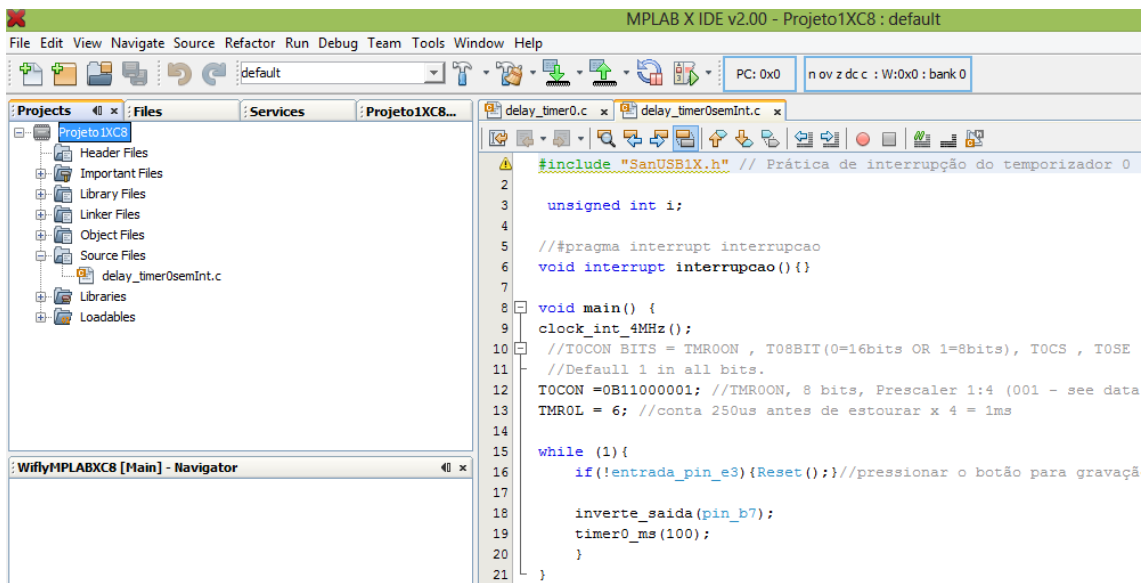 MPLAB X IDE v2.00 - Projeto1XC8 : default
File Edit View Navigate Source Refactor Run Debug Team Tools Window Help
default PC: 0x0 n ov z dc c : W:0x0 : bank 0
Projects Files Services Projeto1XC8... delay_timer0.c x delay_timer0semInt.c x
Projeto1XC8
Header Files
Important Files
Library Files
Linker Files
Object Files
Source Files
delay_timer0semInt.c
Libraries
Loadables
WiflyMPLABXC8 [Main] - Navigator
#include "SanUSB1X.h" // Prática de interrupção do temporizador 0
2
3 unsigned int i;
4
5 //#pragma interrupt interrupcao
6 void interrupt interrupcao(){}
7
8 void main() {
9 clock_int_4MHz();
10 //T0CON BITS = TMR0ON , T08BIT(0=16bits OR 1=8bits), T0CS , T0SE
11 //Defaull 1 in all bits.
12 T0CON =0B11000001; //TMR0ON, 8 bits, Prescaler 1:4 (001 - see data
13 TMR0L = 6; //conta 250us antes de estourar x 4 = 1ms
14
15 while (1){
16 if(!entrada_pin_e3){Reset();}//pressionar o botão para gravaçã
17
18 inverte_saida(pin_b7);
19 timer0_ms(100);
20 }
21 }